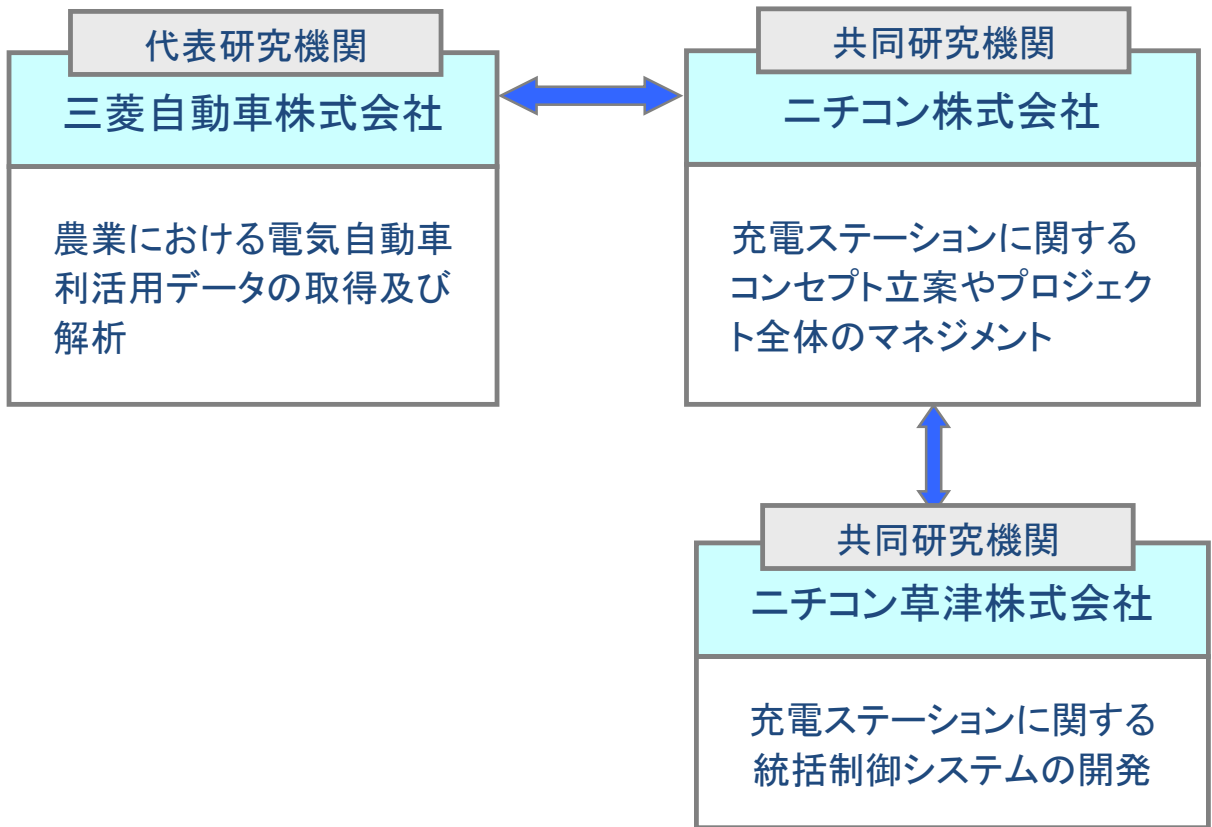 代表研究機関
三菱自動車株式会社
農業における電気自動車
利活用データの取得及び
解析
共同研究機関
ニチコン株式会社
充電ステーションに関する
コンセプト立案やプロジェク
ト全体のマネジメント
共同研究機関
ニチコン草津株式会社
充電ステーションに関する
統括制御システムの開発